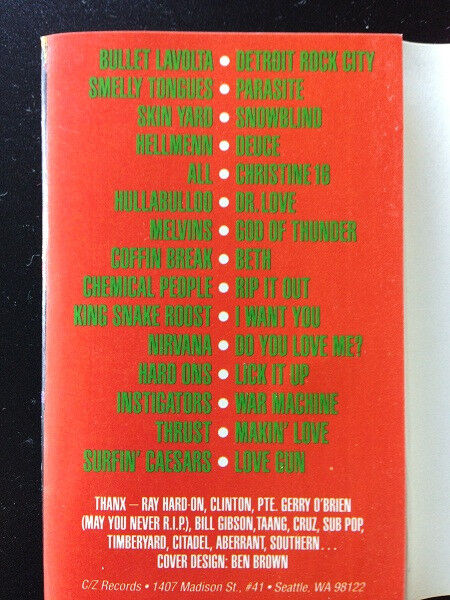 BULLET LAVOLTA • DETROIT ROCK CITY
SMELLY TONGUES • PARASITE
SKIN YARD • SNOWBLIND
HELLMENN • DEUCE
ALL • CHRISTINE 16
HULLABULLOO • DR. LOVE
MELVINS • GOD OF THUNDER
COFFIN BREAK • BETH
CHEMICAL PEOPLE • RIP IT OUT
KING SNAKE ROOST • I WANT YOU
NIRVANA • DO YOU LOVE ME?
HARD ONS • LICK IT UP
INSTIGATORS • WAR MACHINE
THRUST • MAKIN' LOVE
SURFIN' CAESARS • LOVE GUN
THANX — RAY HARD-ON, CLINTON, PTE. GERRY O'BRIEN
(MAY YOU NEVER R.I.P.), BILL GIBSON, TAANG, CRUZ, SUB POP,
TIMBERYARD, CITADEL, ABERRANT, SOUTHERN . . .
COVER DESIGN: BEN BROWN
C/Z Records • 1407 Madison St., #41 • Seattle, WA 98122